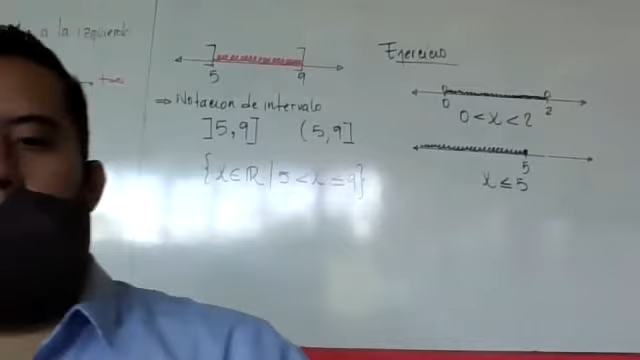 a la izquierda
5 9
⇒ Notación de intervalo
]5,9] (5,9]
{x∈ℝ | 5<x≤9}
Ejercicio
0 2
0<x<2
5
x≤5